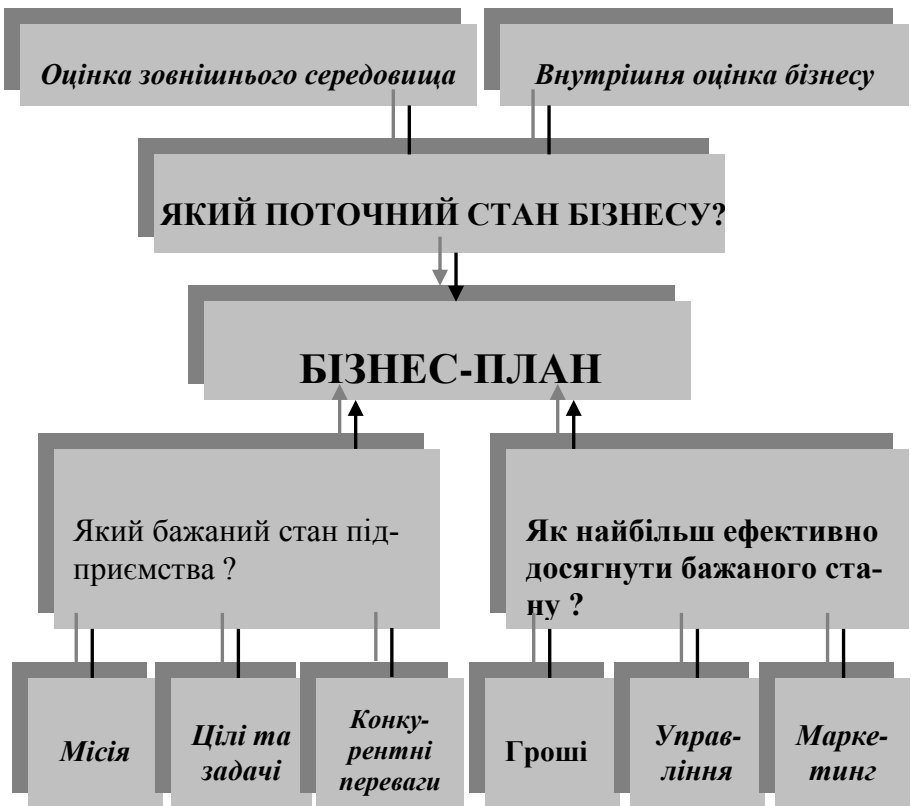 Оцінка зовнішнього середовища
Внутрішня оцінка бізнесу
ЯКИЙ ПОТОЧНИЙ СТАН БІЗНЕСУ?
БІЗНЕС-ПЛАН
Який бажаний стан під-
приємства ?
Як найбільш ефективно
досягнути бажаного ста-
ну ?
Місія
Цілі та
задачі
Конку-
рентні
переваги
Гроші
Управ-
ління
Марке-
тинг